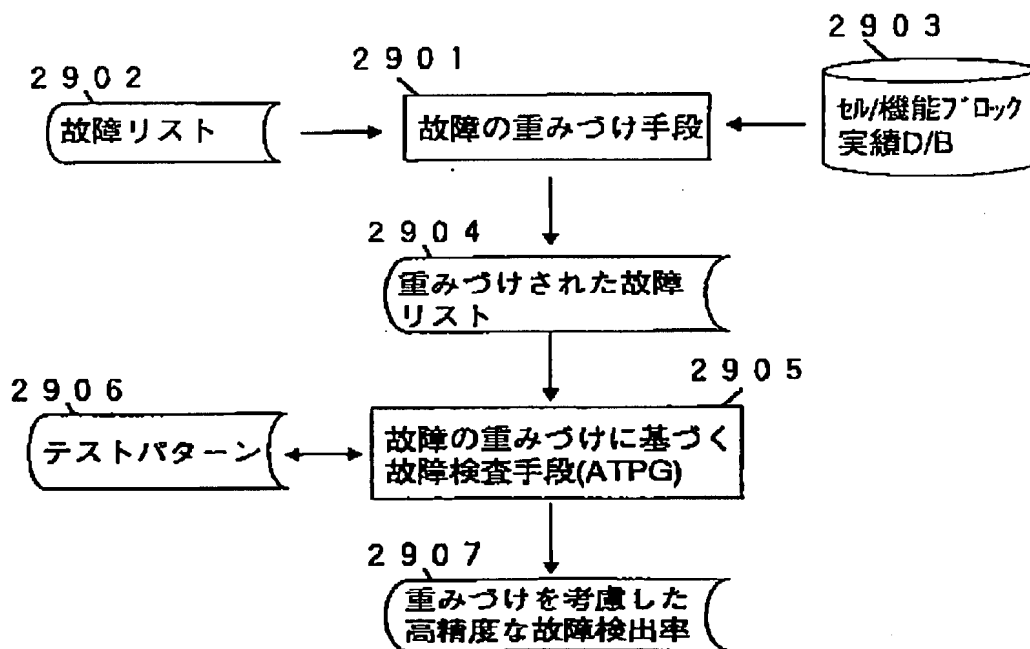 2903
2901
2902
セル/機能ブロック
実績D/B
故障リスト
故障の重みづけ手段
2904
重みづけされた故障
リスト
2905
2906
故障の重みづけに基づく
故障検査手段(ATPG)
テストパターン
2907
重みづけを考慮した
高精度な故障検出率